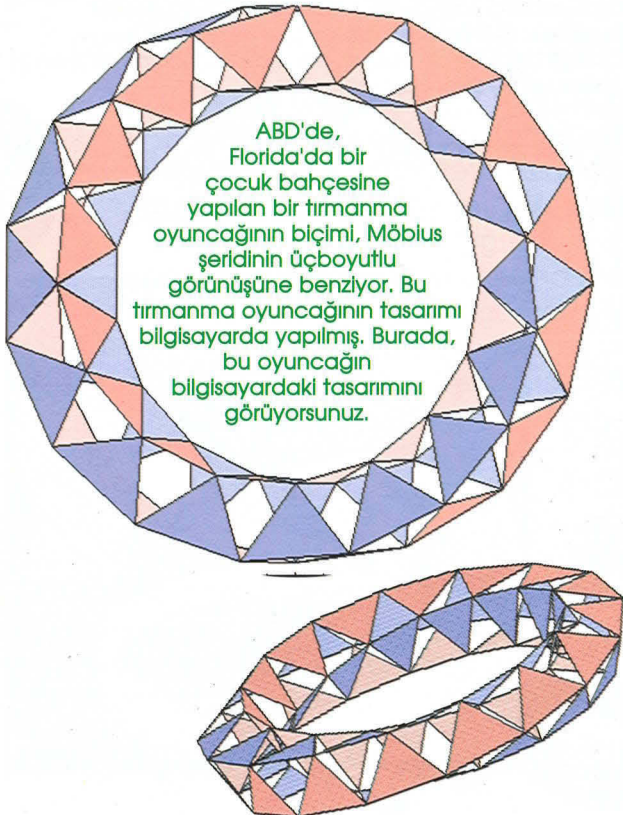 ABD'de,
Florida'da bir
çocuk bahçesine
yapılan bir tırmanma
oyuncağının biçimi, Möbius
şeridinin üçboyutlu
görünüşüne benziyor. Bu
tırmanma oyuncağının tasarımı
bilgisayarda yapılmış. Burada,
bu oyuncağın
bilgisayardaki tasarımını
görüyorsunuz.